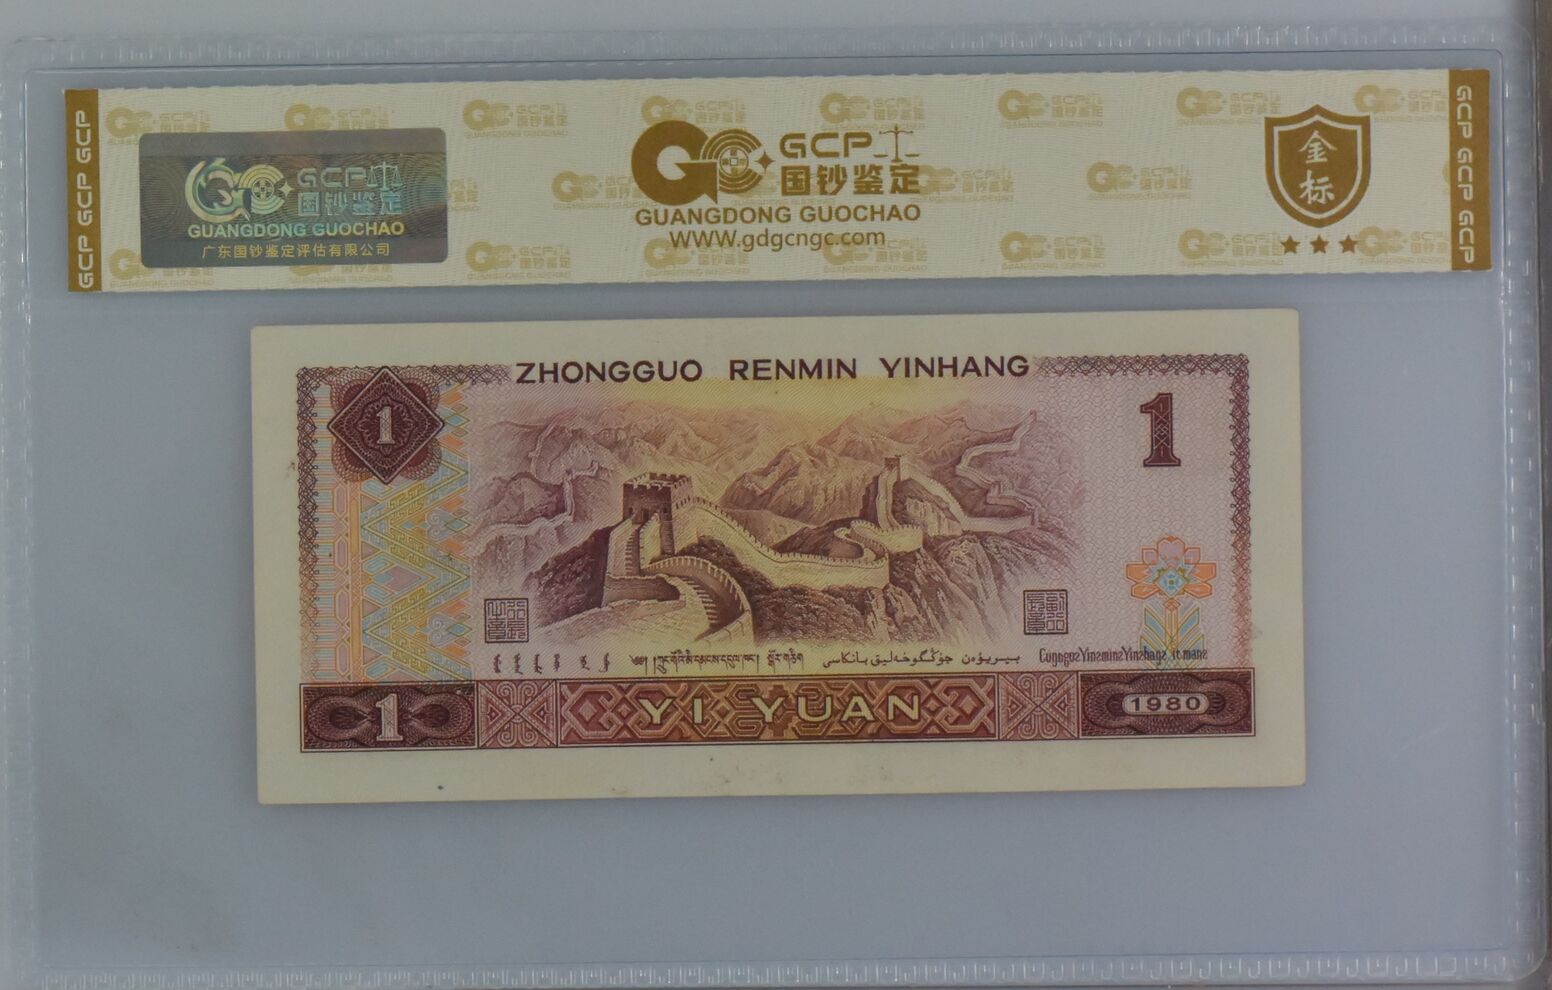 GCP GCP GCP
GCP 国钞鉴定
GUANGDONG GUOCHAO
广东国钞鉴定评估有限公司
GCP
国钞鉴定
GUANGDONG GUOCHAO
WWW.gdgcngc.com
金标
GCP GCP GCP
ZHONGGUO RENMIN YINHANG
1
1
1
YI YUAN
1980